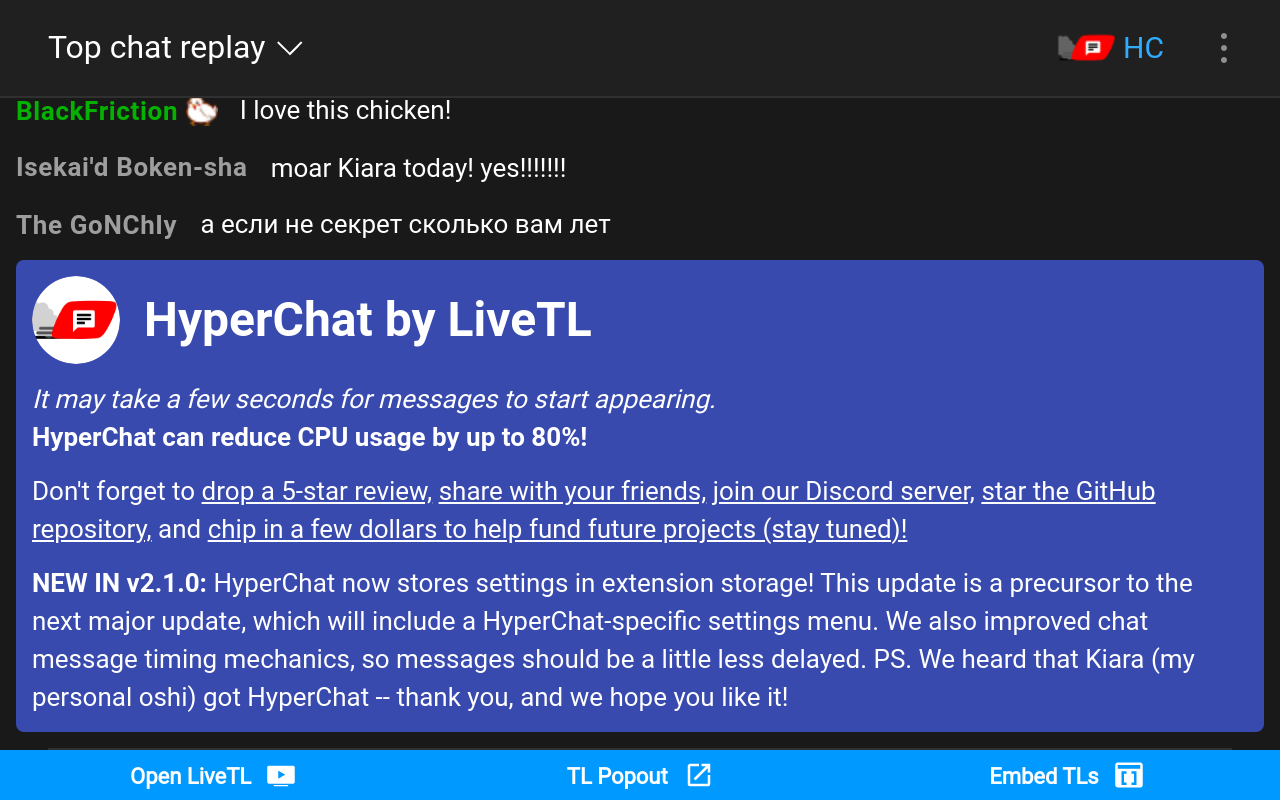 Top chat replay
HC
BlackFriction I love this chicken!
Isekai'd Boken-sha moar Kiara today! yes!!!!!!!
The GoNChIy а если не секрет сколько вам лет
HyperChat by LiveTL
It may take a few seconds for messages to start appearing.
HyperChat can reduce CPU usage by up to 80%!
Don't forget to drop a 5-star review, share with your friends, join our Discord server, star the GitHub
repository, and chip in a few dollars to help fund future projects (stay tuned)!
NEW IN v2.1.0: HyperChat now stores settings in extension storage! This update is a precursor to the
next major update, which will include a HyperChat-specific settings menu. We also improved chat
message timing mechanics, so messages should be a little less delayed. PS. We heard that Kiara (my
personal oshi) got HyperChat -- thank you, and we hope you like it!
Open LiveTL
TL Popout
Embed TLs